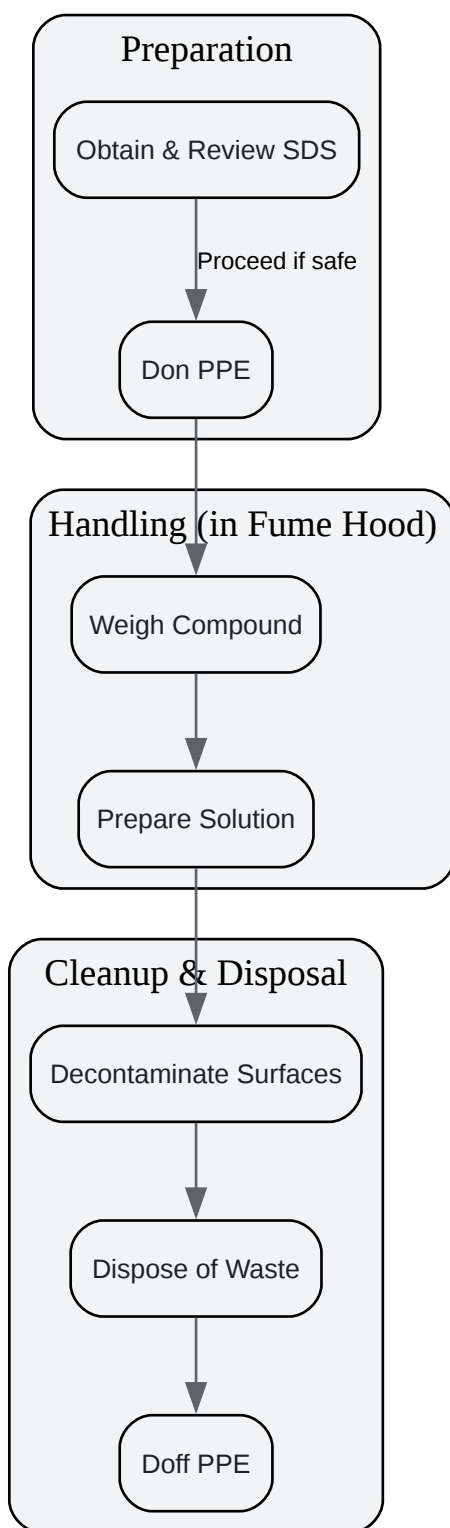 Preparation
Obtain & Review SDS
Proceed if safe
Don PPE
Handling (in Fume Hood)
Weigh Compound
Prepare Solution
Cleanup & Disposal
Decontaminate Surfaces
Dispose of Waste
Doff PPE